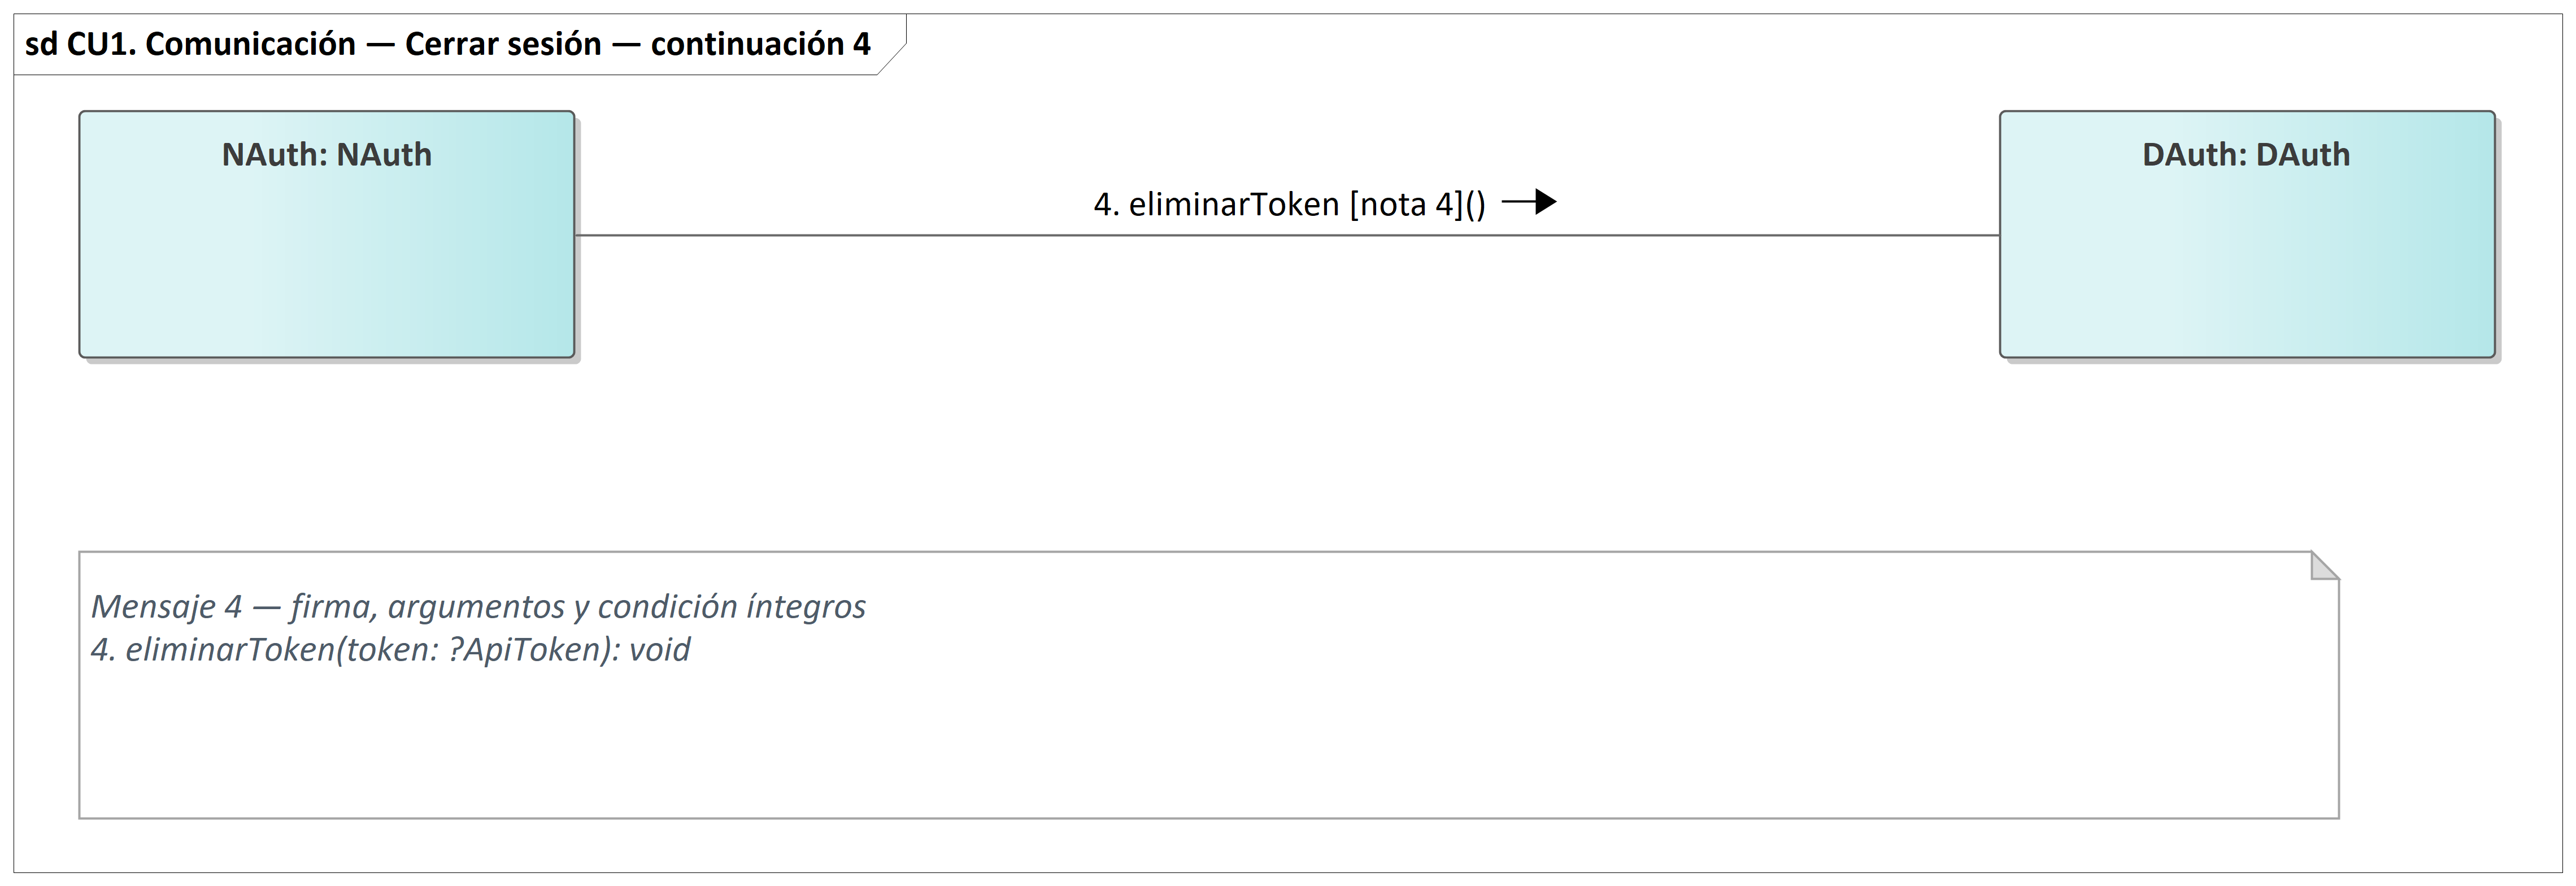 sd CU1. Comunicación — Cerrar sesión — continuación 4
NAuth: NAuth
DAuth: DAuth
4. eliminarToken [nota 4]()
Mensaje 4 — firma, argumentos y condición íntegros
4. eliminarToken(token: ?ApiToken): void